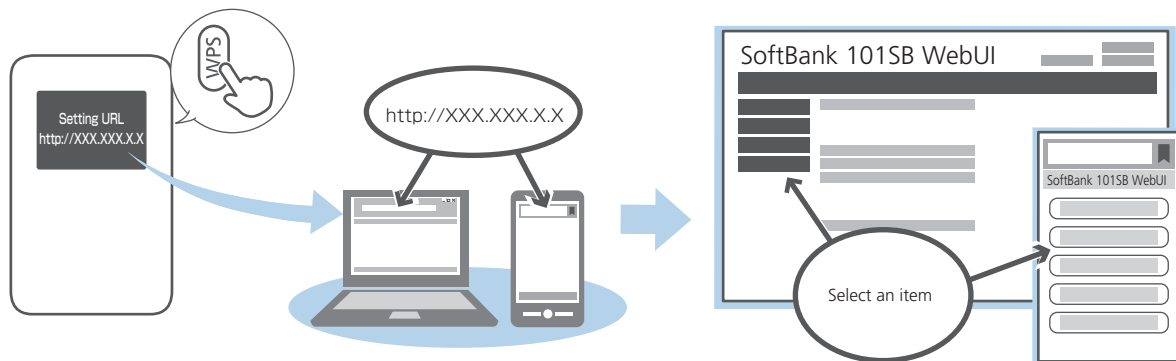 WPS
Setting URL
http://XXX.XXX.X.X
http://XXX.XXX.X.X
SoftBank 101SB WebUI
SoftBank 101SB WebUI
Select an item